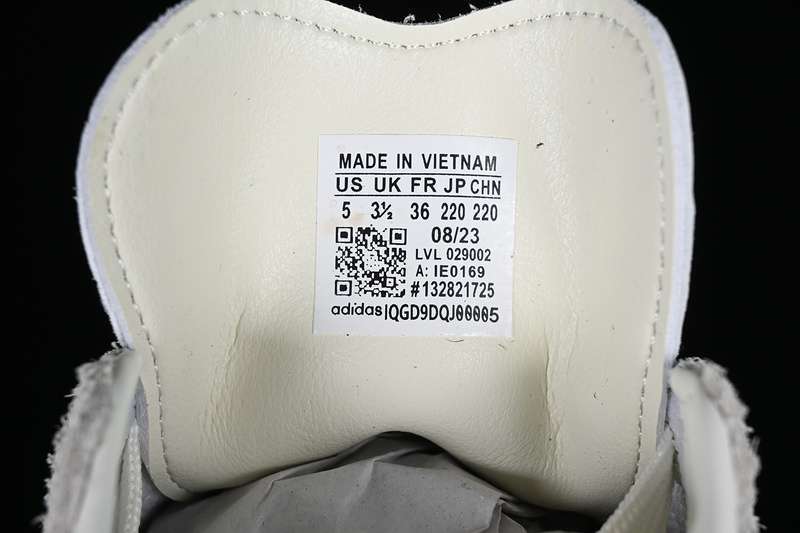 MADE IN VIETNAM
US UK FR JP CHN
5 3½ 36 220 220
08/23
LVL 029002
A: IE0169
#132821725
adidas|QGD9DQJ00005